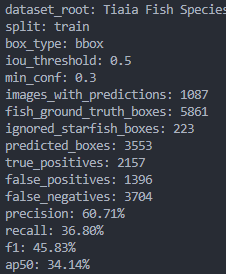 dataset_root: Tiaia Fish Species
split: train
box_type: bbox
iou_threshold: 0.5
min_conf: 0.3
images_with_predictions: 1087
fish_ground_truth_boxes: 5861
ignored_starfish_boxes: 223
predicted_boxes: 3553
true_positives: 2157
false_positives: 1396
false_negatives: 3704
precision: 60.71%
recall: 36.80%
f1: 45.83%
ap50: 34.14%